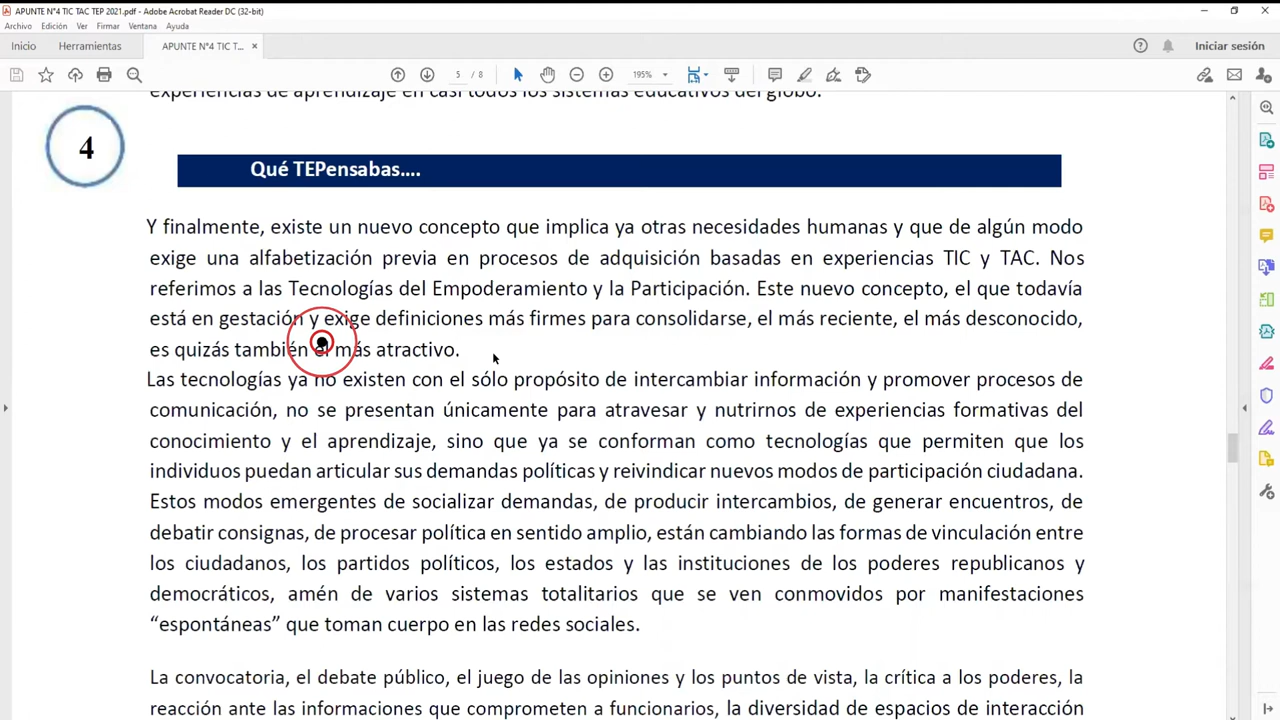 APUNTE N°4 TIC TAC TEP 2021.pdf - Adobe Acrobat Reader DC (32-bit)
Archivo Edición Ver Firmar Ventana Ayuda
Inicio Herramientas APUNTE N°4 TIC T... × Iniciar sesión
5 / 8 195%
experiencias de aprendizaje en casi todos los sistemas educativos del globo.
4
Qué TEPensabas....
Y finalmente, existe un nuevo concepto que implica ya otras necesidades humanas y que de algún modo
exige una alfabetización previa en procesos de adquisición basadas en experiencias TIC y TAC. Nos
referimos a las Tecnologías del Empoderamiento y la Participación. Este nuevo concepto, el que todavía
está en gestación y exige definiciones más firmes para consolidarse, el más reciente, el más desconocido,
es quizás también el más atractivo.
Las tecnologías ya no existen con el sólo propósito de intercambiar información y promover procesos de
comunicación, no se presentan únicamente para atravesar y nutrirnos de experiencias formativas del
conocimiento y el aprendizaje, sino que ya se conforman como tecnologías que permiten que los
individuos puedan articular sus demandas políticas y reivindicar nuevos modos de participación ciudadana.
Estos modos emergentes de socializar demandas, de producir intercambios, de generar encuentros, de
debatir consignas, de procesar política en sentido amplio, están cambiando las formas de vinculación entre
los ciudadanos, los partidos políticos, los estados y las instituciones de los poderes republicanos y
democráticos, amén de varios sistemas totalitarios que se ven conmovidos por manifestaciones
“espontáneas” que toman cuerpo en las redes sociales.
La convocatoria, el debate público, el juego de las opiniones y los puntos de vista, la crítica a los poderes, la
reacción ante las informaciones que comprometen a funcionarios, la diversidad de espacios de interacción